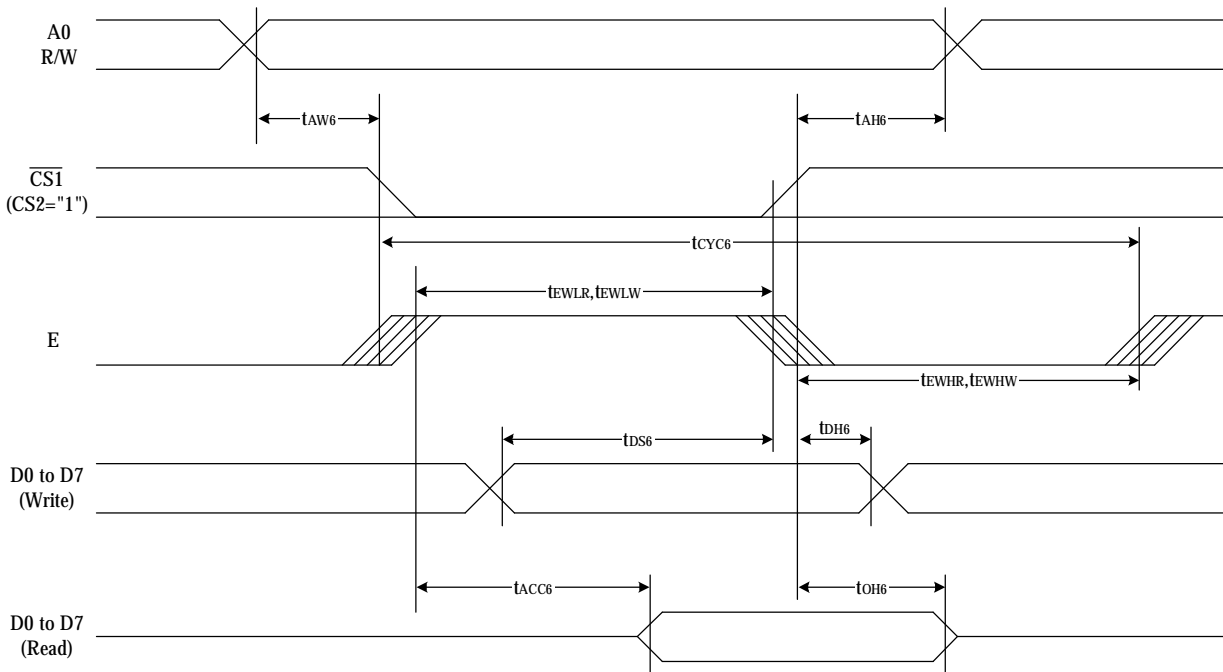 A0
R/W
tAW6
tAH6
CS1
(CS2="1")
tCYC6
tEWLR,tEWLW
E
tEWHR,tEWHW
tDS6
tDH6
D0 to D7
(Write)
tACC6
tOH6
D0 to D7
(Read)